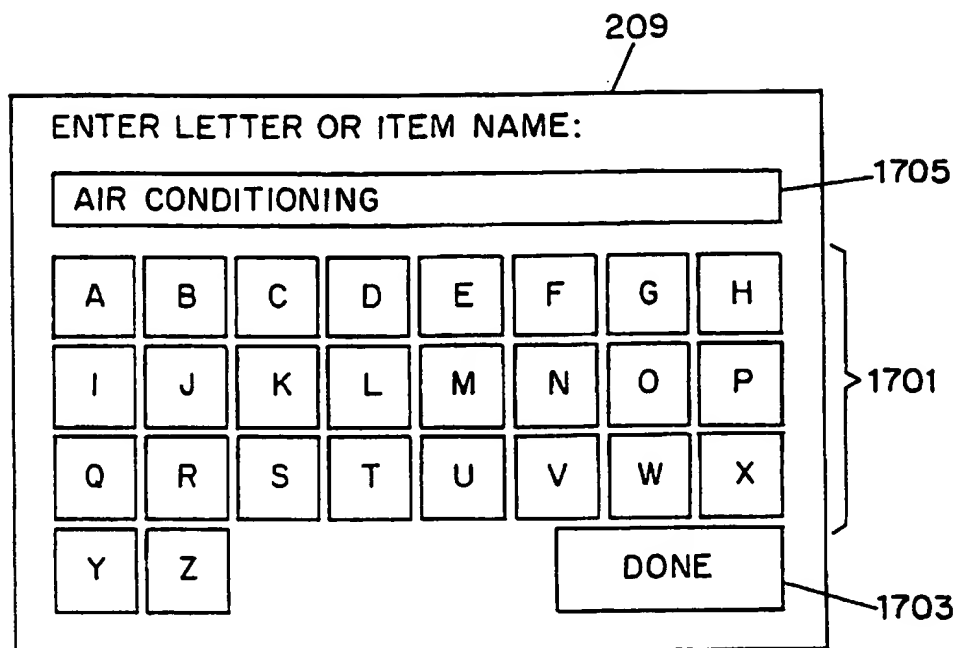 209
ENTER LETTER OR ITEM NAME:
AIR CONDITIONING
1705
A B C D E F G H
I J K L M N O P
1701
Q R S T U V W X
Y Z DONE
1703